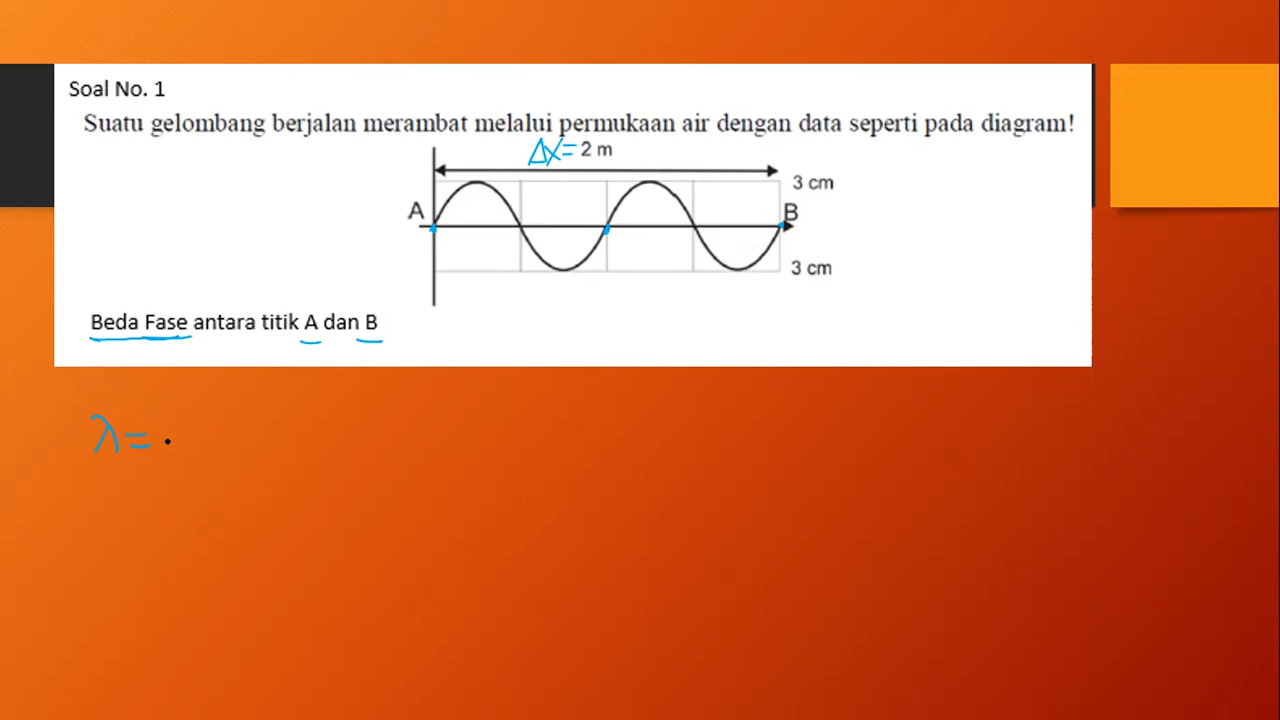 Soal No. 1
Suatu gelombang berjalan merambat melalui permukaan air dengan data seperti pada diagram!
Δx = 2 m
3 cm
A
B
3 cm
Beda Fase antara titik A dan B
λ =